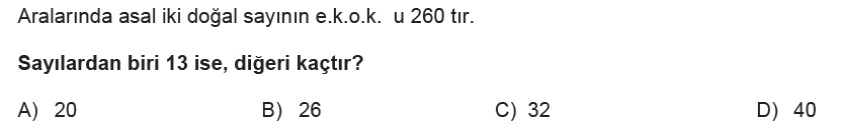 Aralarında asal iki doğal sayının e.k.o.k. u 260 tır.
Sayılardan biri 13 ise, diğeri kaçtır?
A) 20 B) 26 C) 32 D) 40